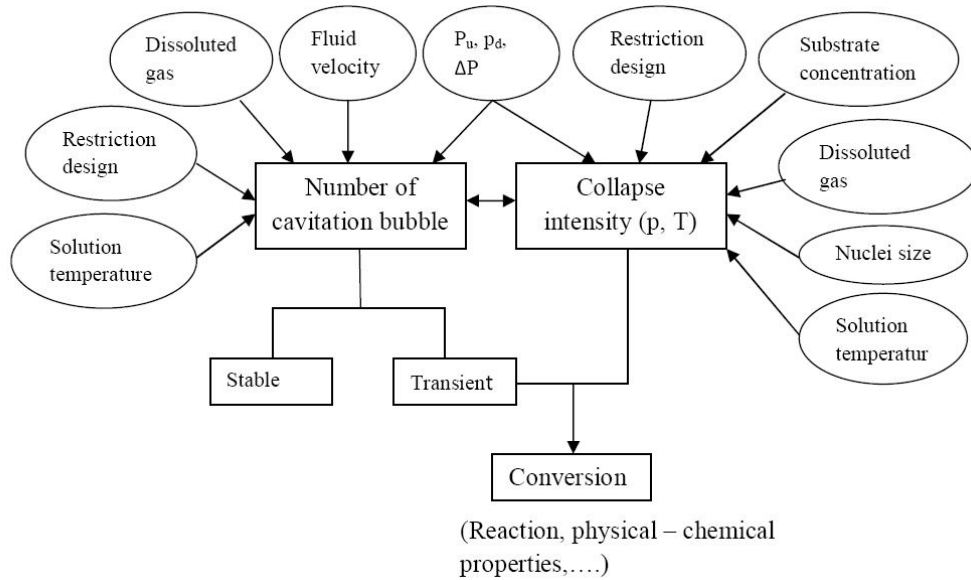 Dissoluted
gas
Fluid
velocity
Pu, pd,
ΔP
Restriction
design
Substrate
concentration
Restriction
design
Dissoluted
gas
Number of
cavitation bubble
Collapse
intensity (p, T)
Solution
temperature
Nuclei size
Solution
temperatur
Stable
Transient
Conversion
(Reaction, physical – chemical
properties,….)